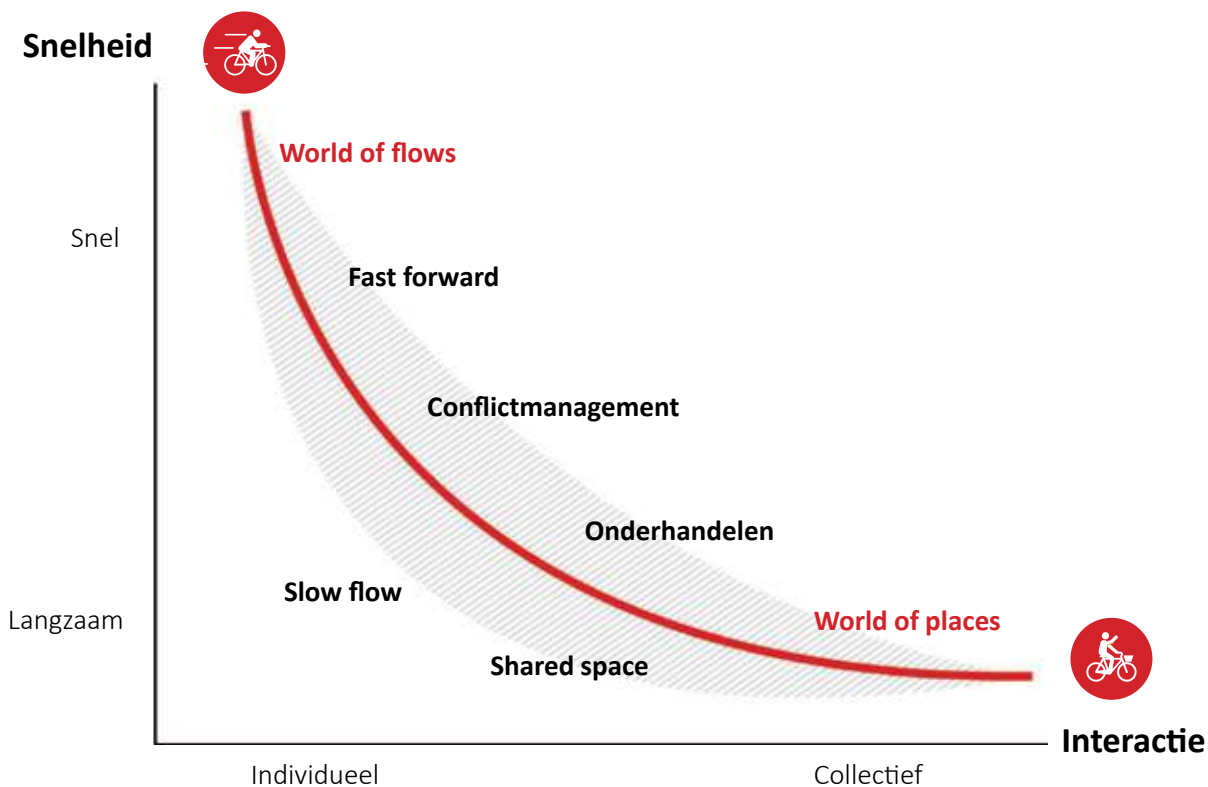 Snelheid
World of flows
Snel
Fast forward
Conflictmanagement
Onderhandelen
Slow flow
Langzaam
World of places
Shared space
Interactie
Individueel
Collectief